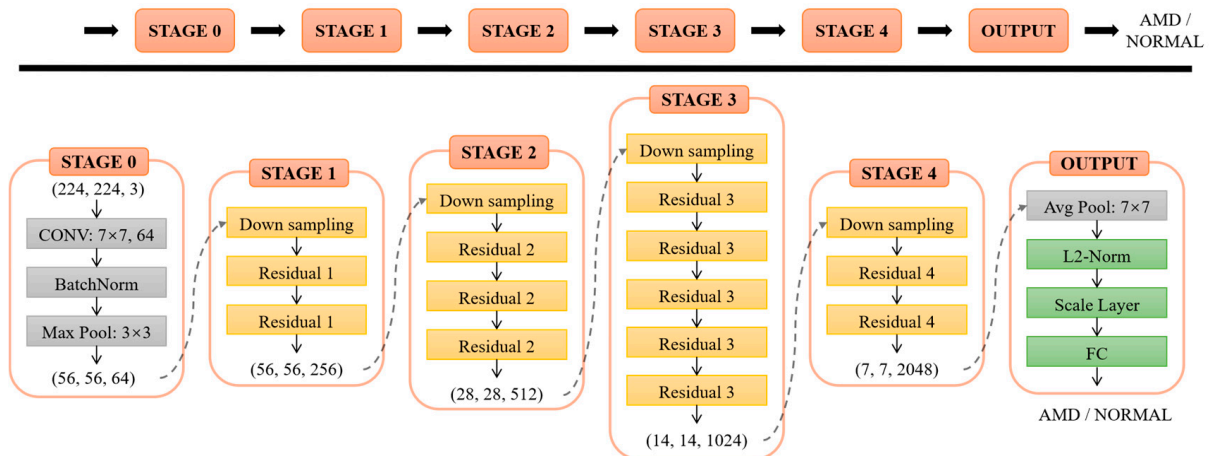 STAGE 0
STAGE 1
STAGE 2
STAGE 3
STAGE 4
OUTPUT
AMD /
NORMAL
STAGE 0
(224, 224, 3)
CONV: 7×7, 64
BatchNorm
Max Pool: 3×3
(56, 56, 64)
STAGE 1
Down sampling
Residual 1
Residual 1
(56, 56, 256)
STAGE 2
Down sampling
Residual 2
Residual 2
Residual 2
(28, 28, 512)
STAGE 3
Down sampling
Residual 3
Residual 3
Residual 3
Residual 3
Residual 3
(14, 14, 1024)
STAGE 4
Down sampling
Residual 4
Residual 4
(7, 7, 2048)
OUTPUT
Avg Pool: 7×7
L2-Norm
Scale Layer
FC
AMD / NORMAL